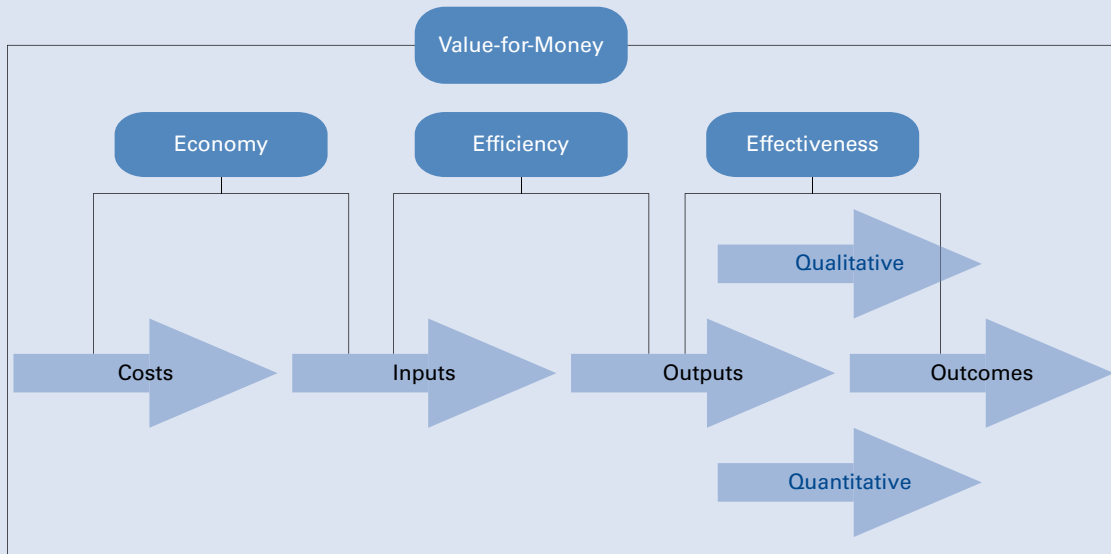 Value-for-Money
Economy
Efficiency
Effectiveness
Qualitative
Costs
Inputs
Outputs
Outcomes
Quantitative